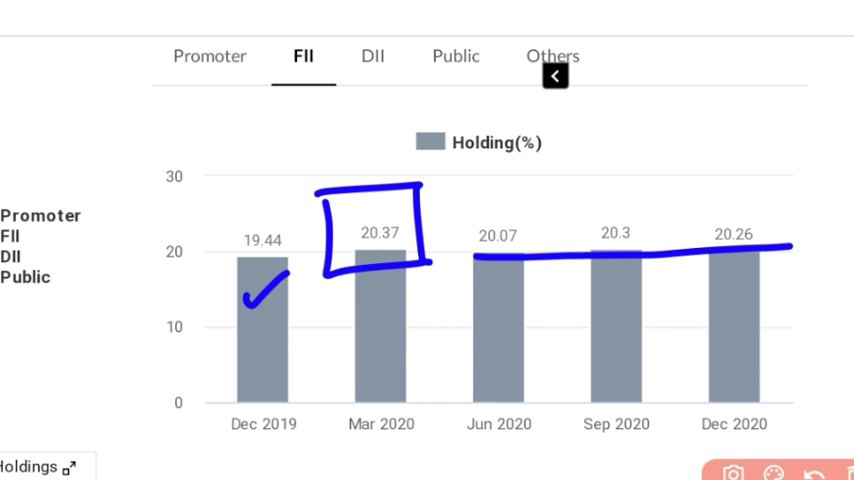 Promoter FII DII Public Others
Holding(%)
30
20
10
0
19.44 20.37 20.07 20.3 20.26
Dec 2019 Mar 2020 Jun 2020 Sep 2020 Dec 2020
Promoter
FII
DII
Public
Holdings